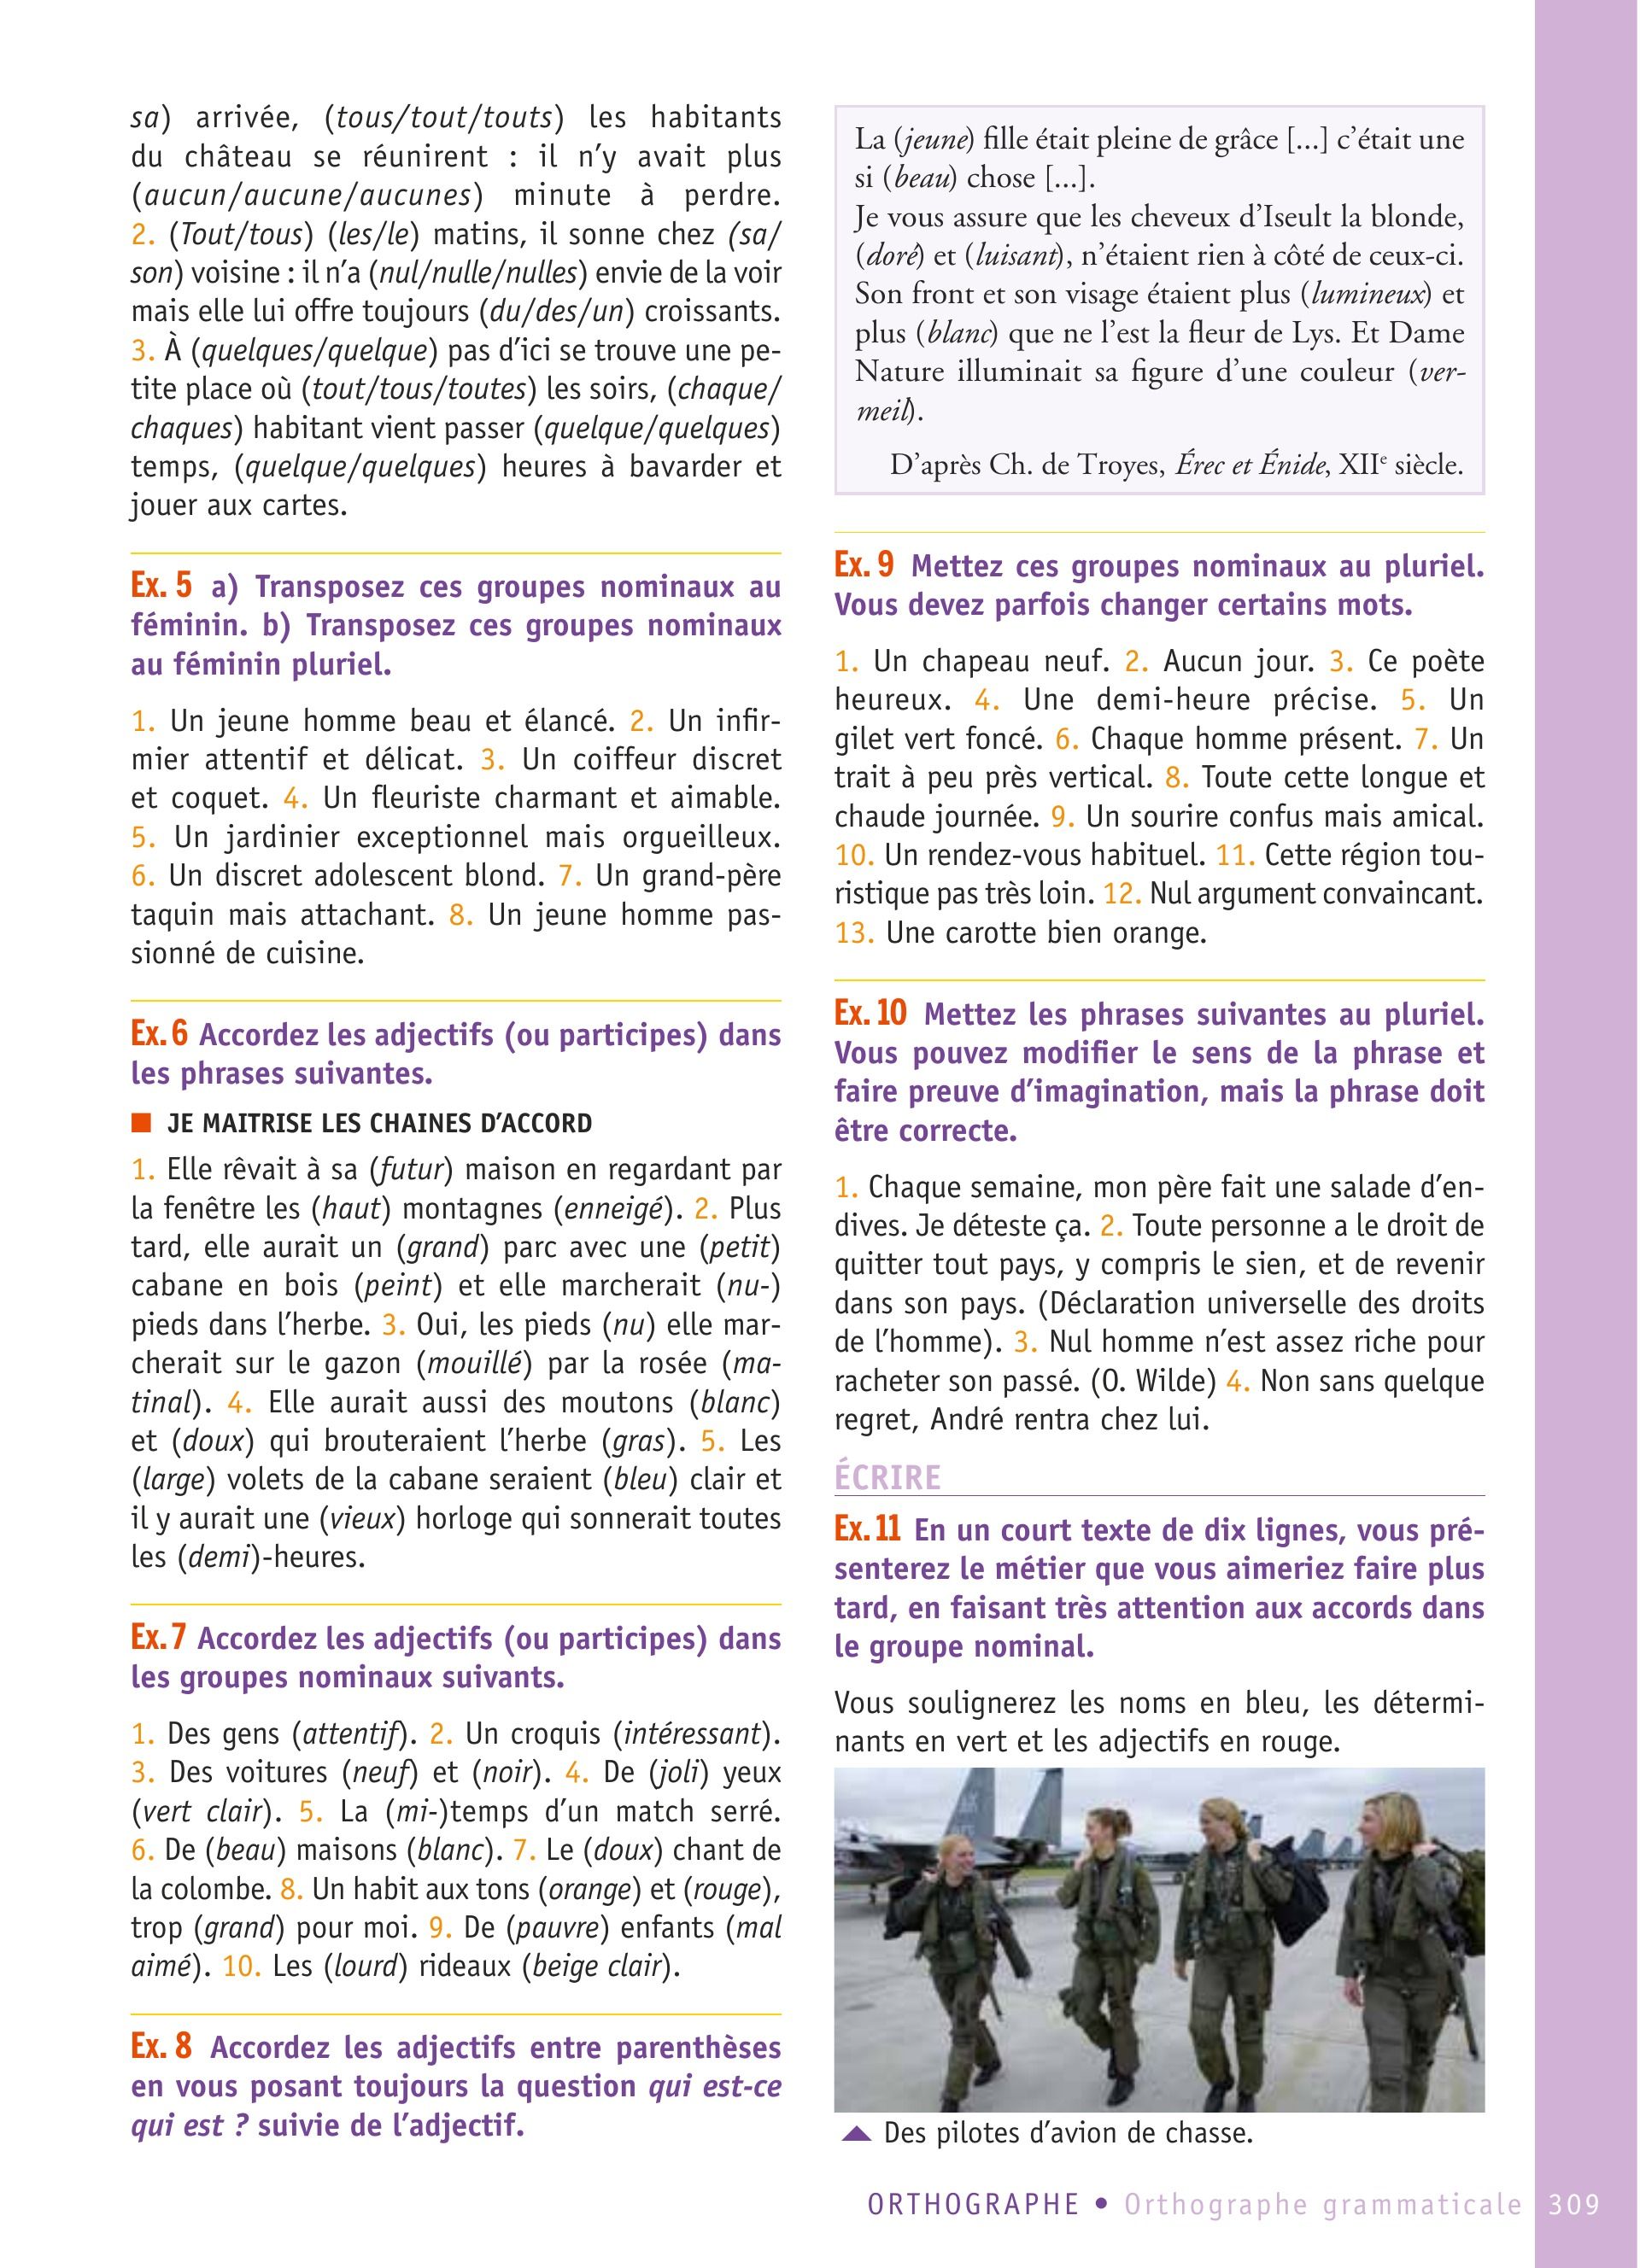 sa) arrivée, (tous/tout/touts) les habitants
du château se réunirent : il n’y avait plus
(aucun/aucune/aucunes) minute à perdre.
2. (Tout/tous) (les/le) matins, il sonne chez (sa/
son) voisine : il n’a (nul/nulle/nulles) envie de la voir
mais elle lui offre toujours (du/des/un) croissants.
3. À (quelques/quelque) pas d’ici se trouve une pe-
tite place où (tout/tous/toutes) les soirs, (chaque/
chaques) habitant vient passer (quelque/quelques)
temps, (quelque/quelques) heures à bavarder et
jouer aux cartes.
Ex. 5 a) Transposez ces groupes nominaux au
féminin. b) Transposez ces groupes nominaux
au féminin pluriel.
1. Un jeune homme beau et élancé. 2. Un infir-
mier attentif et délicat. 3. Un coiffeur discret
et coquet. 4. Un fleuriste charmant et aimable.
5. Un jardinier exceptionnel mais orgueilleux.
6. Un discret adolescent blond. 7. Un grand-père
taquin mais attachant. 8. Un jeune homme pas-
sionné de cuisine.
Ex. 6 Accordez les adjectifs (ou participes) dans
les phrases suivantes.
■ JE MAITRISE LES CHAINES D’ACCORD
1. Elle rêvait à sa (futur) maison en regardant par
la fenêtre les (haut) montagnes (enneigé). 2. Plus
tard, elle aurait un (grand) parc avec une (petit)
cabane en bois (peint) et elle marcherait (nu-)
pieds dans l’herbe. 3. Oui, les pieds (nu) elle mar-
cherait sur le gazon (mouillé) par la rosée (ma-
tinal). 4. Elle aurait aussi des moutons (blanc)
et (doux) qui brouteraient l’herbe (gras). 5. Les
(large) volets de la cabane seraient (bleu) clair et
il y aurait une (vieux) horloge qui sonnerait toutes
les (demi)-heures.
Ex. 7 Accordez les adjectifs (ou participes) dans
les groupes nominaux suivants.
1. Des gens (attentif). 2. Un croquis (intéressant).
3. Des voitures (neuf) et (noir). 4. De (joli) yeux
(vert clair). 5. La (mi-)temps d’un match serré.
6. De (beau) maisons (blanc). 7. Le (doux) chant de
la colombe. 8. Un habit aux tons (orange) et (rouge),
trop (grand) pour moi. 9. De (pauvre) enfants (mal
aimé). 10. Les (lourd) rideaux (beige clair).
Ex. 8 Accordez les adjectifs entre parenthèses
en vous posant toujours la question qui est-ce
qui est ? suivie de l’adjectif.
La (jeune) fille était pleine de grâce [...] c’était une
si (beau) chose [...].
Je vous assure que les cheveux d’Iseult la blonde,
(doré) et (luisant), n’étaient rien à côté de ceux-ci.
Son front et son visage étaient plus (lumineux) et
plus (blanc) que ne l’est la fleur de Lys. Et Dame
Nature illuminait sa figure d’une couleur (ver-
meil).
D’après Ch. de Troyes, Érec et Énide, XIIe siècle.
Ex. 9 Mettez ces groupes nominaux au pluriel.
Vous devez parfois changer certains mots.
1. Un chapeau neuf. 2. Aucun jour. 3. Ce poète
heureux. 4. Une demi-heure précise. 5. Un
gilet vert foncé. 6. Chaque homme présent. 7. Un
trait à peu près vertical. 8. Toute cette longue et
chaude journée. 9. Un sourire confus mais amical.
10. Un rendez-vous habituel. 11. Cette région tou-
ristique pas très loin. 12. Nul argument convaincant.
13. Une carotte bien orange.
Ex. 10 Mettez les phrases suivantes au pluriel.
Vous pouvez modifier le sens de la phrase et
faire preuve d’imagination, mais la phrase doit
être correcte.
1. Chaque semaine, mon père fait une salade d’en-
dives. Je déteste ça. 2. Toute personne a le droit de
quitter tout pays, y compris le sien, et de revenir
dans son pays. (Déclaration universelle des droits
de l’homme). 3. Nul homme n’est assez riche pour
racheter son passé. (O. Wilde) 4. Non sans quelque
regret, André rentra chez lui.
ÉCRIRE
Ex. 11 En un court texte de dix lignes, vous pré-
senterez le métier que vous aimeriez faire plus
tard, en faisant très attention aux accords dans
le groupe nominal.
Vous soulignerez les noms en bleu, les détermi-
nants en vert et les adjectifs en rouge.
▲ Des pilotes d’avion de chasse.
ORTHOGRAPHE • Orthographe grammaticale 309